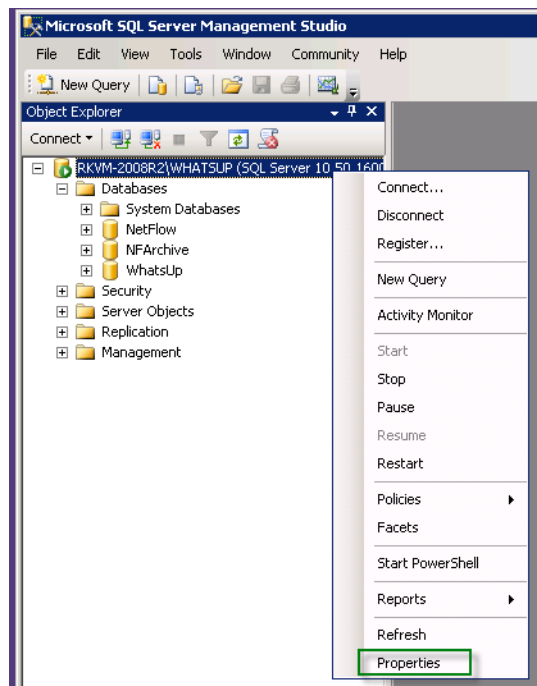 Microsoft SQL Server Management Studio
File Edit View Tools Window Community Help
New Query
Object Explorer
Connect
RKVM-2008R2\WHATSUP (SQL Server 10.50.1600
Databases
System Databases
NetFlow
NFArchive
WhatsUp
Security
Server Objects
Replication
Management
Connect...
Disconnect
Register...
New Query
Activity Monitor
Start
Stop
Pause
Resume
Restart
Policies
Facets
Start PowerShell
Reports
Refresh
Properties